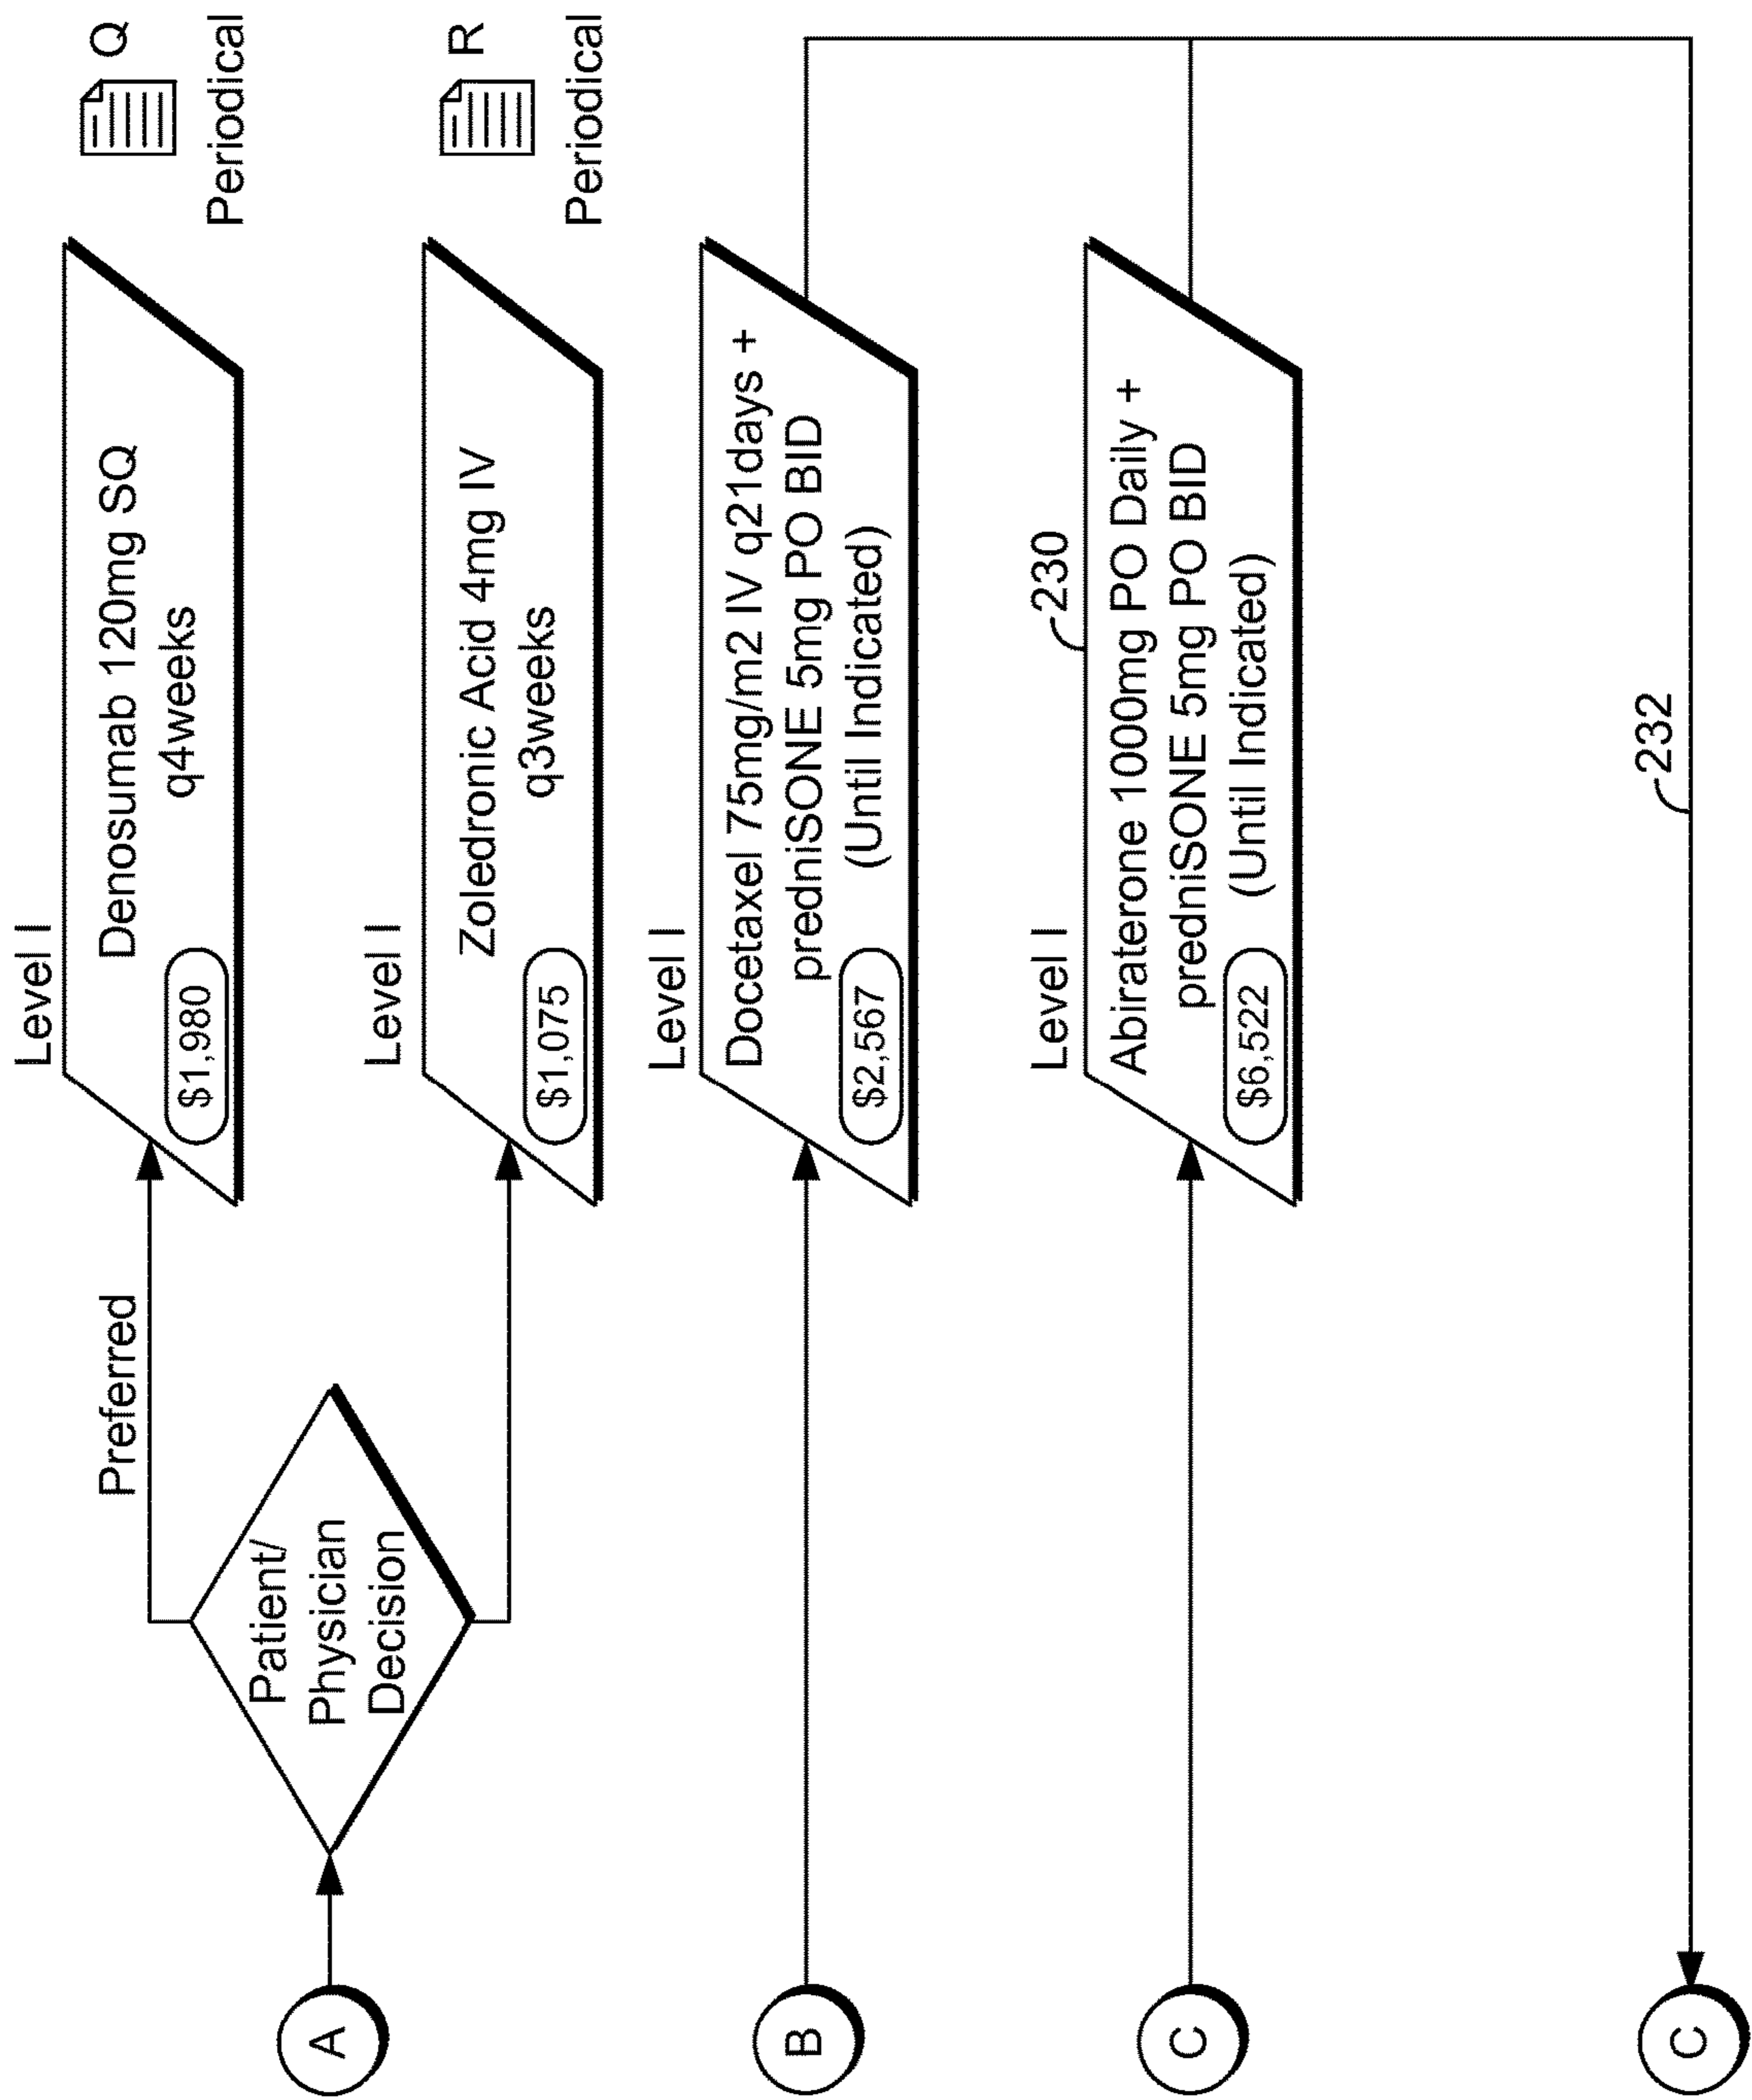 Level I
Denosumab 120mg SQ
q4weeks
$1,980
Q
Periodical
Preferred
A
Patient/
Physician
Decision
Level I
Zoledronic Acid 4mg IV
q3weeks
$1,075
R
Periodical
B
Level I
Docetaxel 75mg/m2 IV q21days +
predniSONE 5mg PO BID
(Until Indicated)
$2,567
C
Level I
230
Abiraterone 1000mg PO Daily +
predniSONE 5mg PO BID
(Until Indicated)
$6,522
232
C